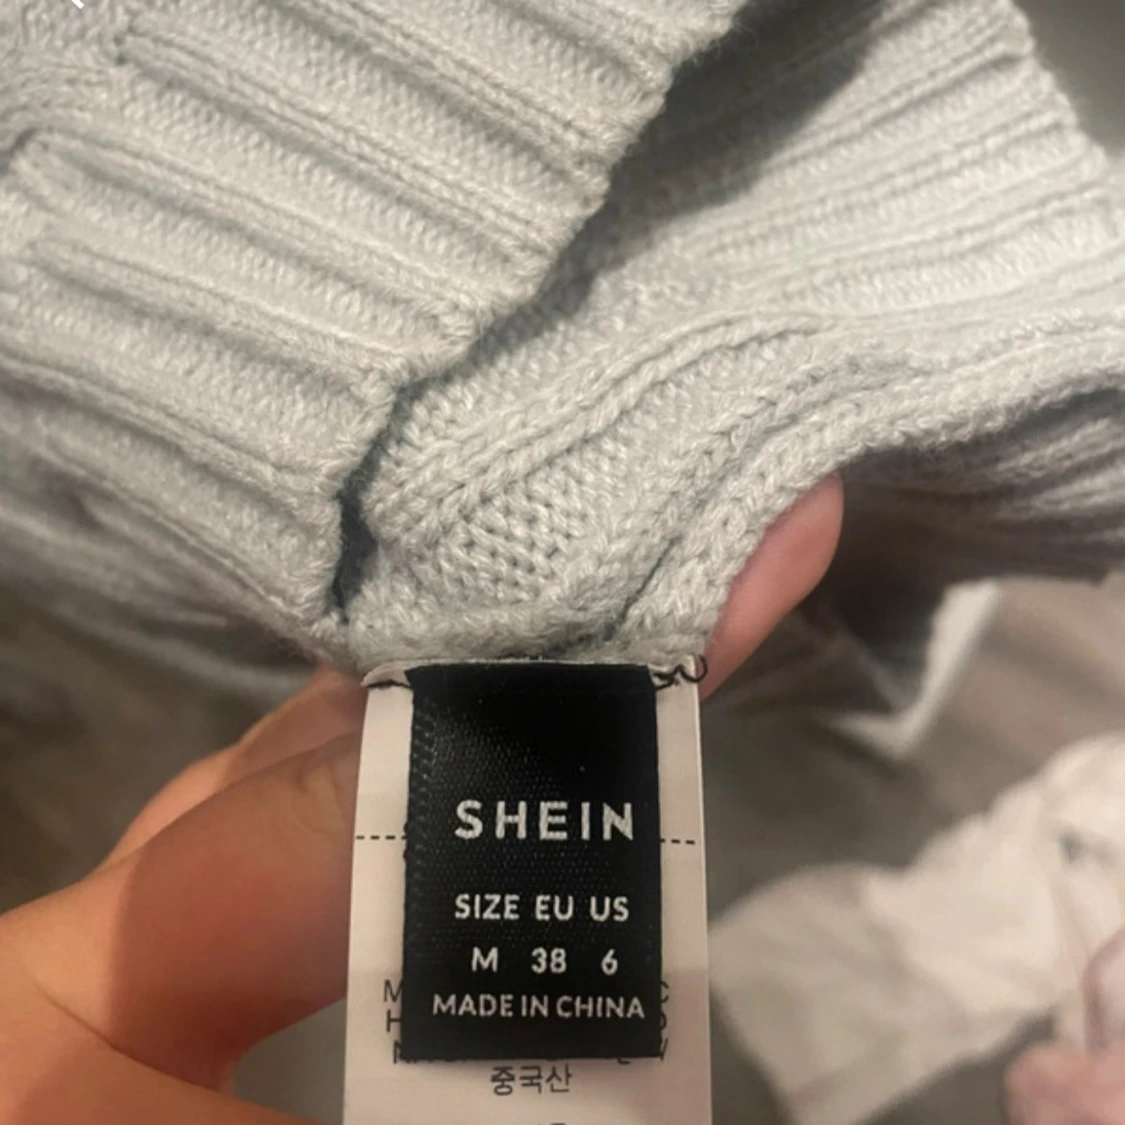 SHEIN
SIZE EU US
M 38 6
MADE IN CHINA
중국산